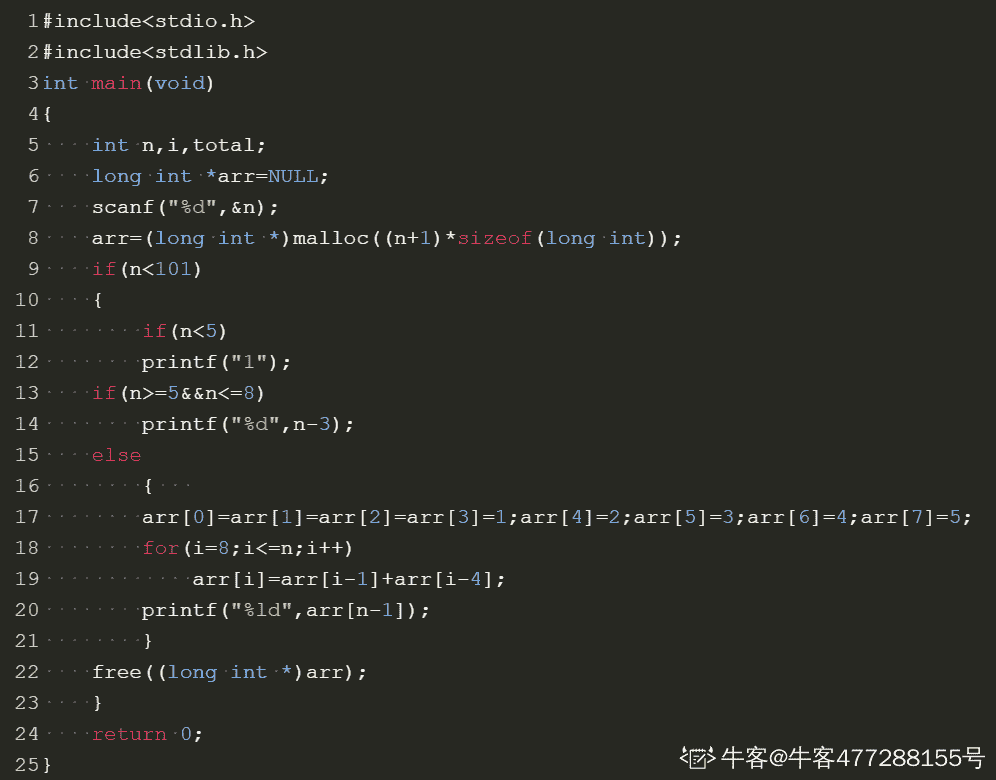 1#include<stdio.h>
2#include<stdlib.h>
3int main(void)
4{
5    int n,i,total;
6    long int *arr=NULL;
7    scanf("%d",&n);
8    arr=(long int *)malloc((n+1)*sizeof(long int));
9    if(n<101)
10    {
11        if(n<5)
12        printf("1");
13    if(n>=5&&n<=8)
14        printf("%d",n-3);
15    else
16        {
17        arr[0]=arr[1]=arr[2]=arr[3]=1;arr[4]=2;arr[5]=3;arr[6]=4;arr[7]=5;
18        for(i=8;i<=n;i++)
19            arr[i]=arr[i-1]+arr[i-4];
20        printf("%ld",arr[n-1]);
21        }
22    free((long int *)arr);
23    }
24    return 0;
25}
牛客@牛客477288155号